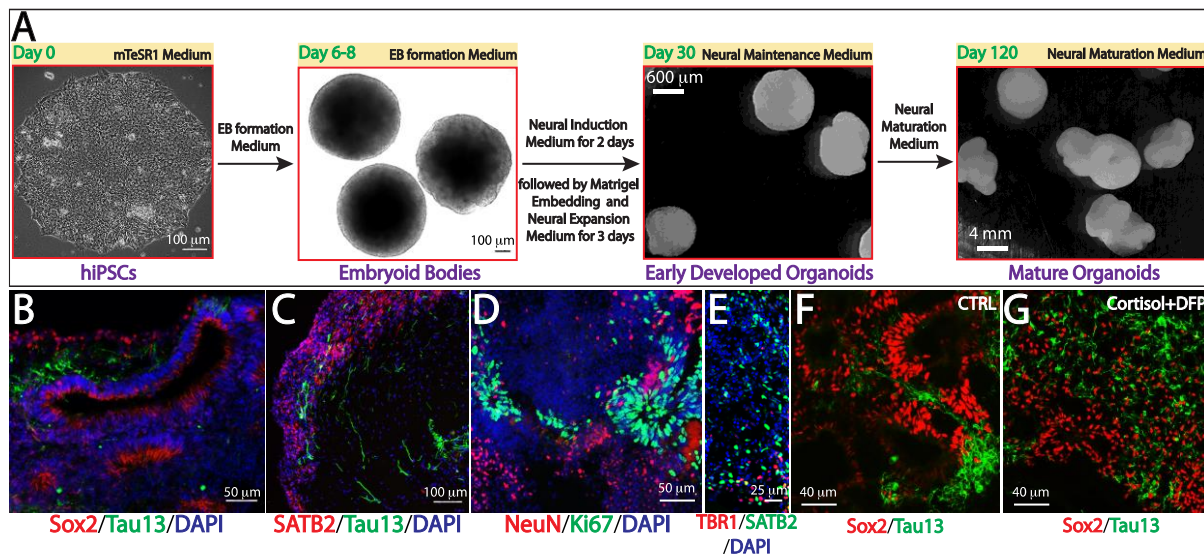 A
Day 0 mTeSR1 Medium
Day 6-8 EB formation Medium
Day 30 Neural Maintenance Medium
Day 120 Neural Maturation Medium
100 μm
EB formation
Medium
100 μm
Neural Induction
Medium for 2 days
followed by Matrigel
Embedding and
Neural Expansion
Medium for 3 days
600 μm
Neural
Maturation
Medium
4 mm
hiPSCs
Embryoid Bodies
Early Developed Organoids
Mature Organoids
B
50 μm
Sox2/Tau13/DAPI
C
100 μm
SATB2/Tau13/DAPI
D
50 μm
NeuN/Ki67/DAPI
E
25 μm
TBR1/SATB2
/DAPI
F
CTRL
40 μm
Sox2/Tau13
G
Cortisol+DFP
40 μm
Sox2/Tau13